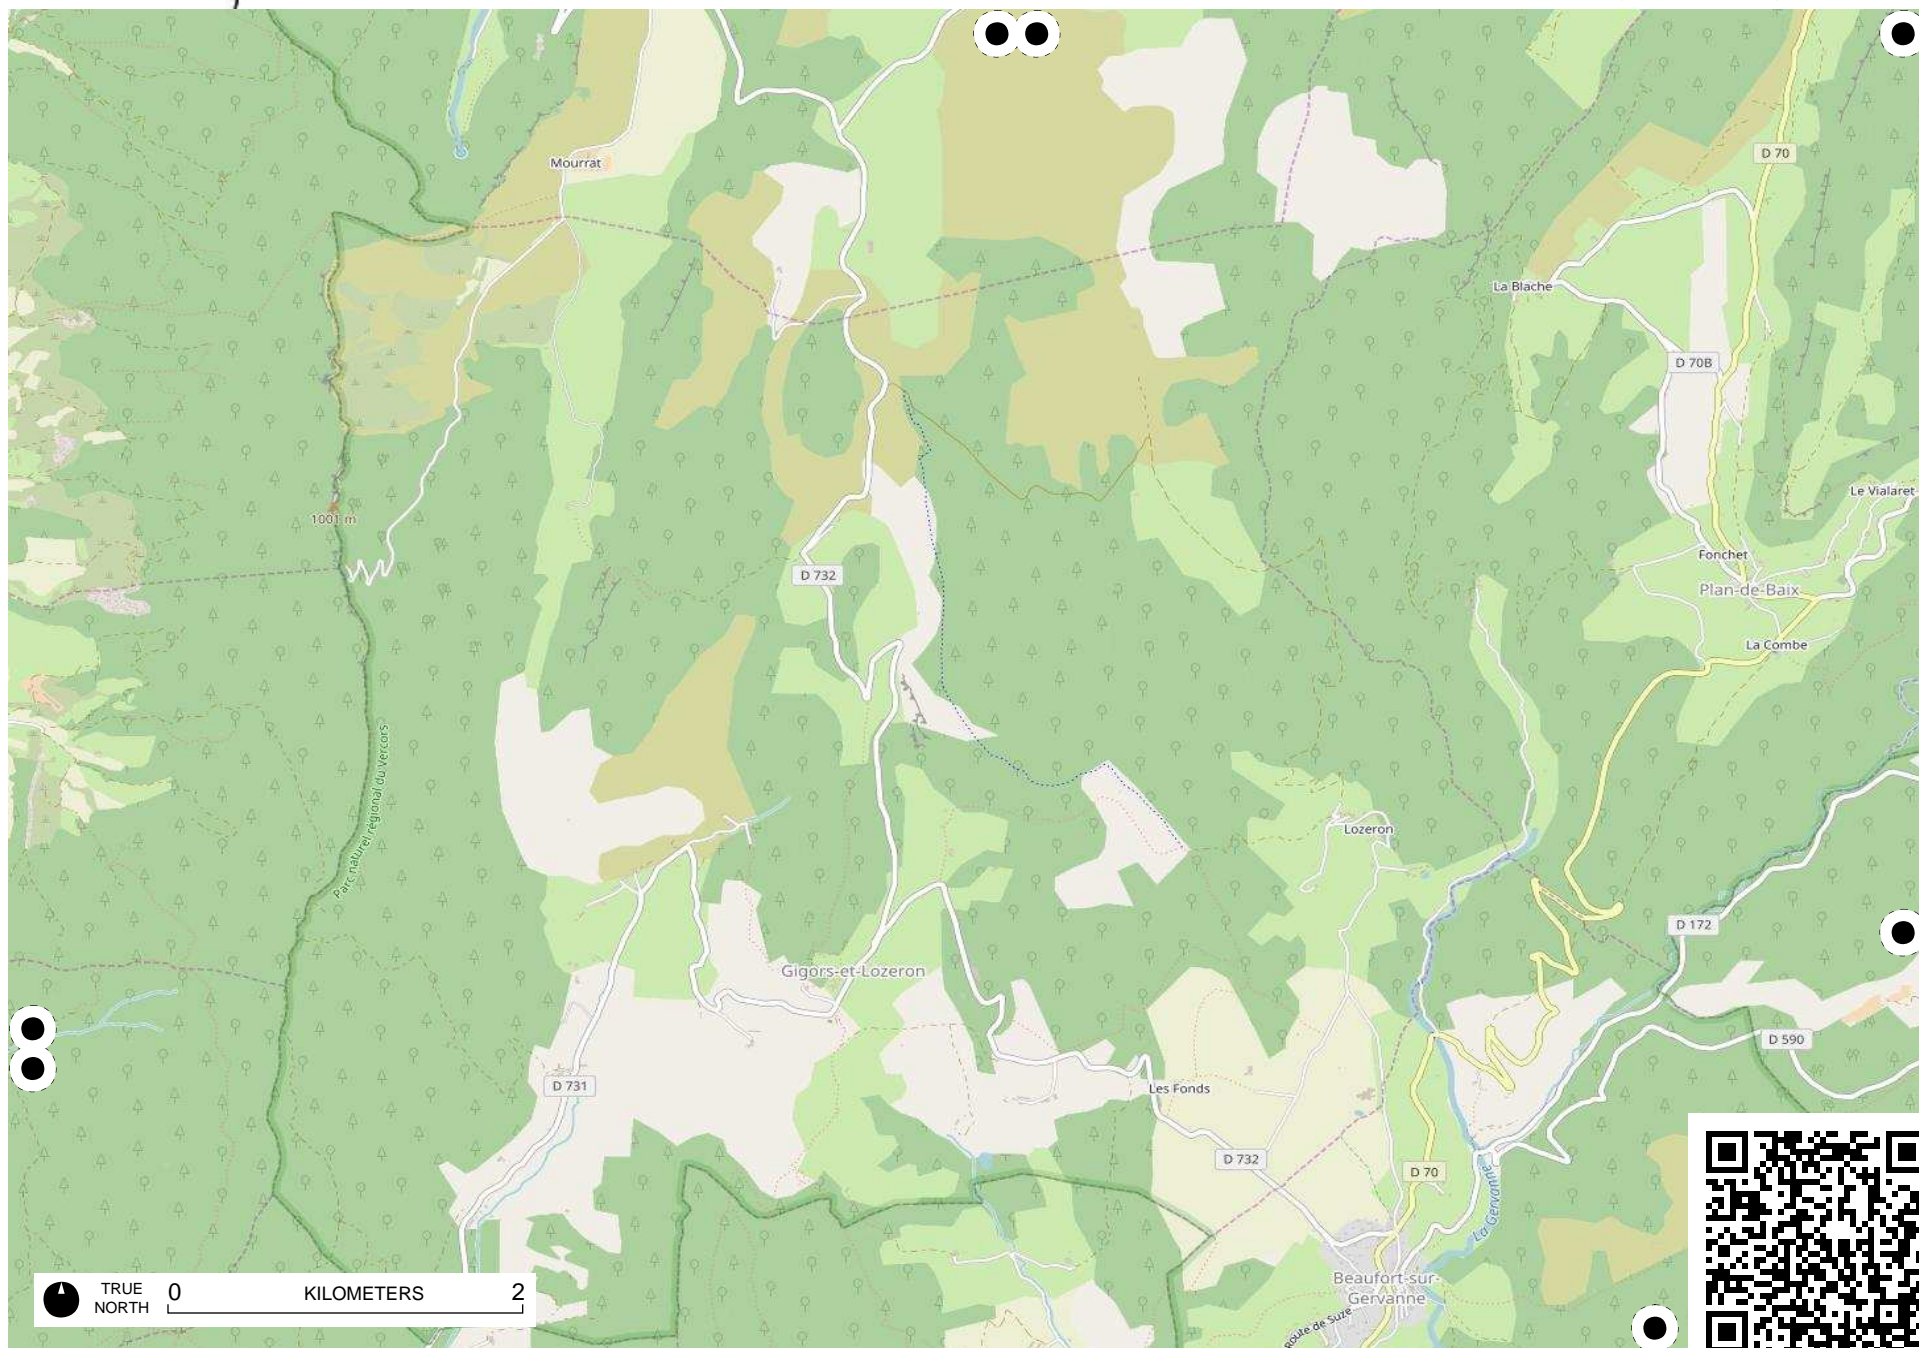 Mourrat
D 70
La Blache
D 70B
Le Vialaret
1001 m
Fonchet
D 732
Plan-de-Baix
La Combe
Parc naturel régional du Vercors
Lozeron
D 172
Gigors-et-Lozeron
D 590
D 731
Les Fonds
D 732
D 70
La Gervanne
Beaufort-sur-
Gervanne
Route de Suze
TRUE
NORTH
0 KILOMETERS 2